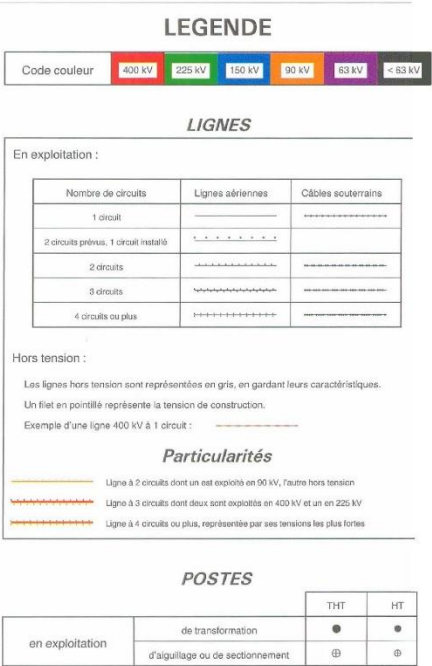 LEGENDE
Code couleur 400 kV 225 kV 150 kV 90 kV 63 kV < 63 kV
LIGNES
En exploitation :
Nombre de circuits Lignes aériennes Câbles souterrains
1 circuit
2 circuits prévus, 1 circuit installé
2 circuits
3 circuits
4 circuits ou plus
Hors tension :
Les lignes hors tension sont représentées en gris, en gardant leurs caractéristiques.
Un filet en pointillé représente la tension de construction.
Exemple d'une ligne 400 kV à 1 circuit :
Particularités
Ligne à 2 circuits dont un est exploité en 90 kV, l'autre hors tension
Ligne à 3 circuits dont deux sont exploités en 400 kV et un en 225 kV
Ligne à 4 circuits ou plus, représentée par ses tensions les plus fortes
POSTES
THT HT
en exploitation
de transformation
d'aiguillage ou de sectionnement